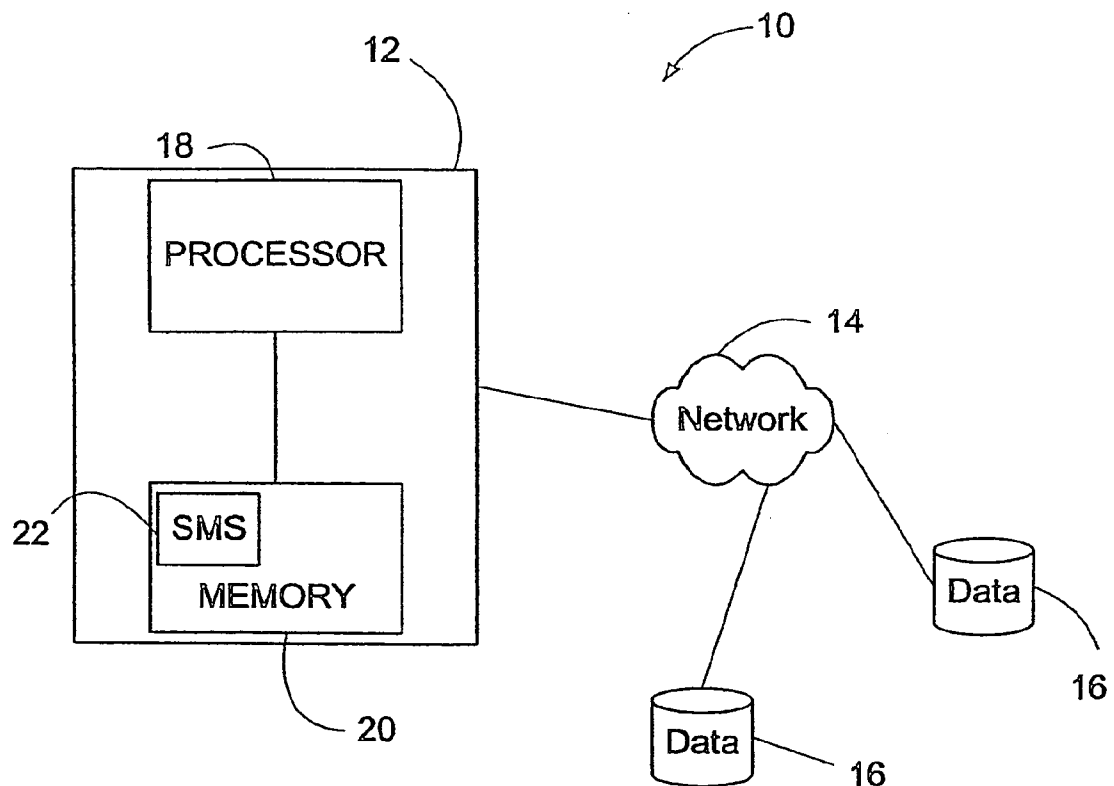 10
12
18
PROCESSOR
14
Network
22
SMS
MEMORY
Data
16
20
Data
16